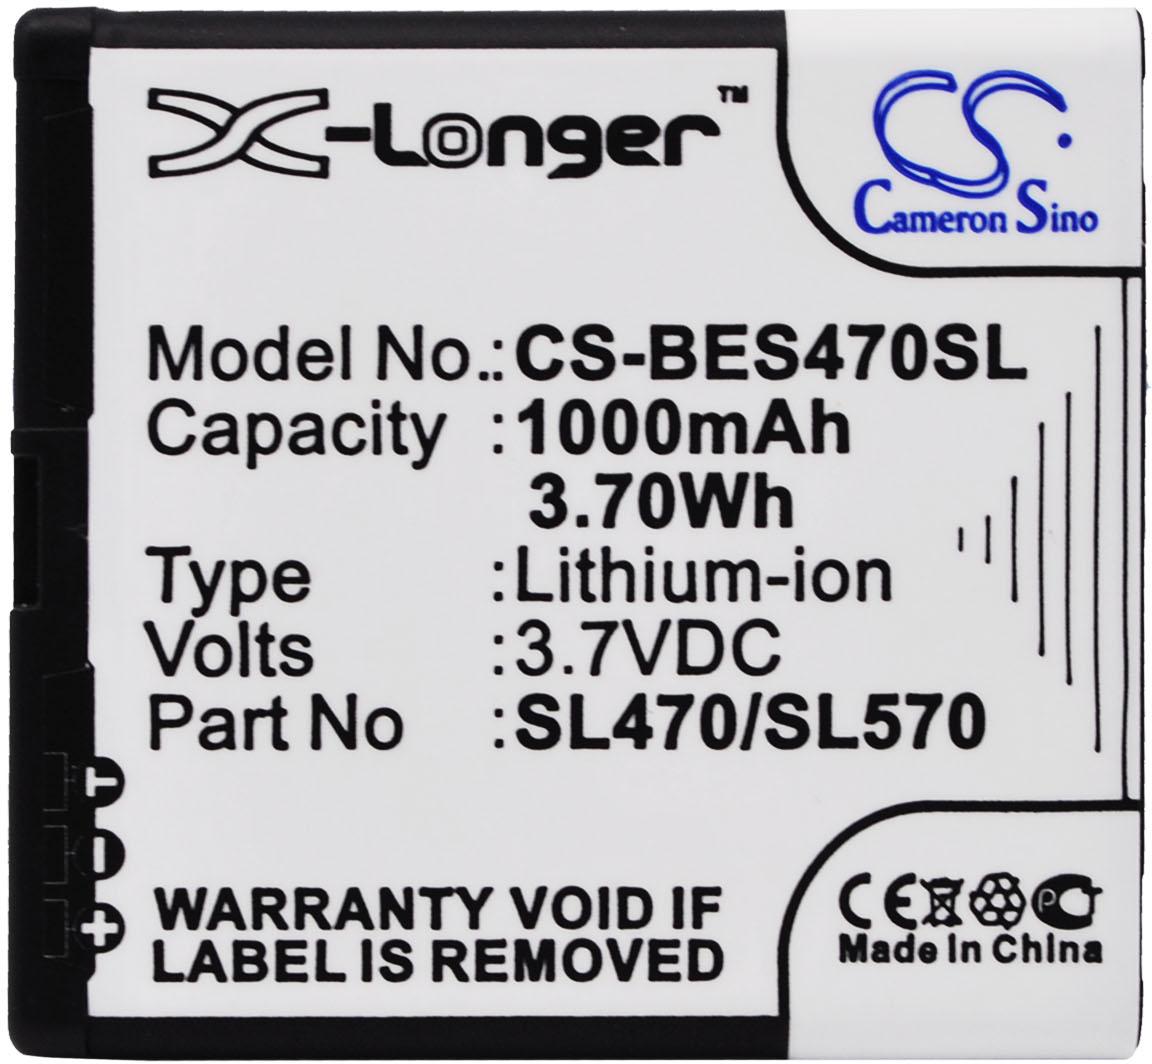 X-Longer™
CS
Cameron Sino
Model No.: CS-BES470SL
Capacity : 1000mAh
3.70Wh
Type : Lithium-ion
Volts : 3.7VDC
Part No : SL470/SL570
T
−
+
WARRANTY VOID IF
LABEL IS REMOVED
CE
Made In China